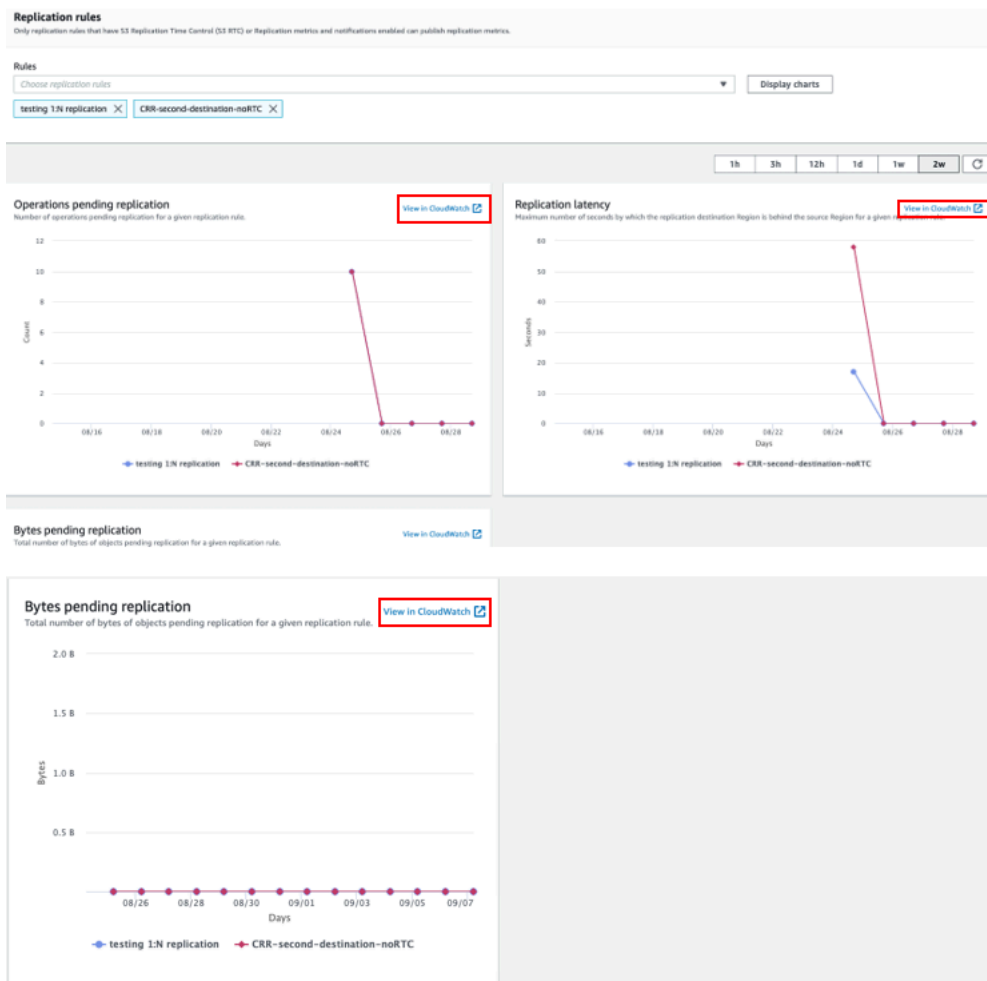 Replication rules
Only replication rules that have S3 Replication Time Control (S3 RTC) or Replication metrics and notifications enabled can publish replication metrics.
Rules
Choose replication rules
Display charts
testing 1:N replication
CRR-second-destination-noRTC
1h 3h 12h 1d 1w 2w
Operations pending replication
View in CloudWatch
Number of operations pending replication for a given replication rule.
12
10
8
6
4
2
0
Count
08/16 08/18 08/20 08/22 08/24 08/26 08/28
Days
testing 1:N replication CRR-second-destination-noRTC
Replication latency
View in CloudWatch
Maximum number of seconds by which the replication destination Region is behind the source Region for a given replication rule.
60
50
40
30
20
10
0
Seconds
08/16 08/18 08/20 08/22 08/24 08/26 08/28
Days
testing 1:N replication CRR-second-destination-noRTC
Bytes pending replication
View in CloudWatch
Total number of bytes of objects pending replication for a given replication rule.
Bytes pending replication
View in CloudWatch
Total number of bytes of objects pending replication for a given replication rule.
2.0 B
1.5 B
1.0 B
0.5 B
Bytes
08/26 08/28 08/30 09/01 09/03 09/05 09/07
Days
testing 1:N replication CRR-second-destination-noRTC